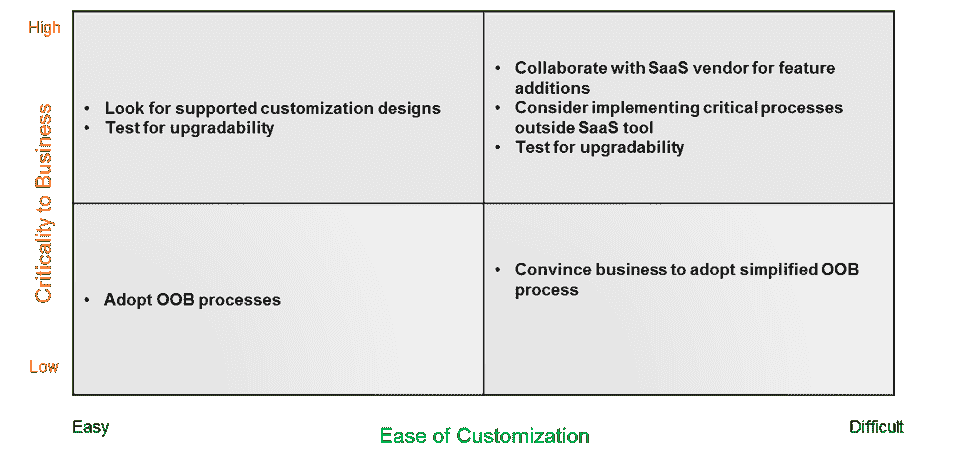 High
Criticality to Business
Low
• Look for supported customization designs
• Test for upgradability
• Collaborate with SaaS vendor for feature
additions
• Consider implementing critical processes
outside SaaS tool
• Test for upgradability
• Adopt OOB processes
• Convince business to adopt simplified OOB
process
Easy
Ease of Customization
Difficult